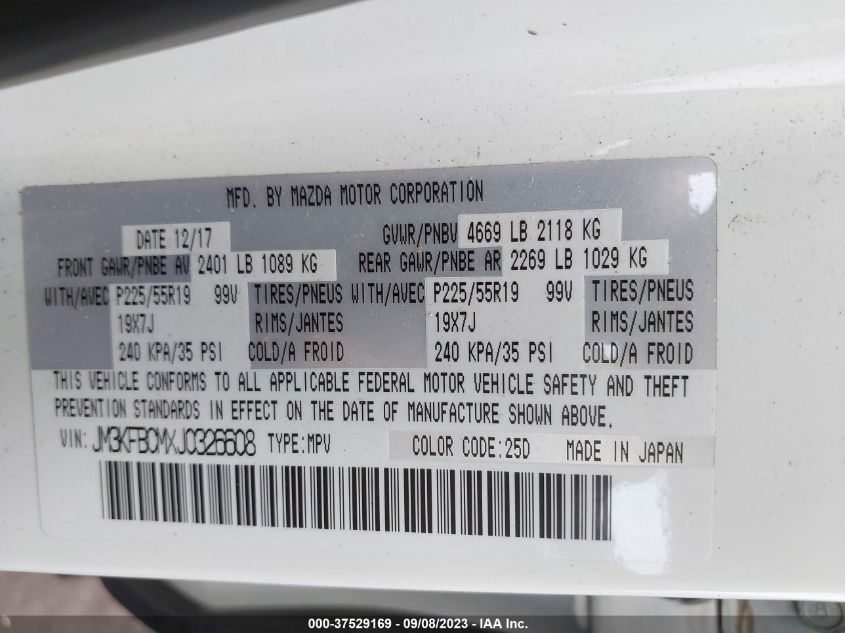 MFD. BY MAZDA MOTOR CORPORATION
DATE 12/17 GVWR/PNBV 4669 LB 2118 KG
FRONT GAWR/PNBE AV 2401 LB 1089 KG REAR GAWR/PNBE AR 2269 LB 1029 KG
WITH/AVEC P225/55R19 99V TIRES/PNEUS WITH/AVEC P225/55R19 99V TIRES/PNEUS
19X7J RIMS/JANTES 19X7J RIMS/JANTES
240 KPA/35 PSI COLD/A FROID 240 KPA/35 PSI COLD/A FROID
THIS VEHICLE CONFORMS TO ALL APPLICABLE FEDERAL MOTOR VEHICLE SAFETY AND THEFT
PREVENTION STANDARDS IN EFFECT ON THE DATE OF MANUFACTURE SHOWN ABOVE.
VIN: JM3KFBCMXJ0326608 TYPE:MPV COLOR CODE:25D MADE IN JAPAN
000-37529169 - 09/08/2023 - IAA Inc.